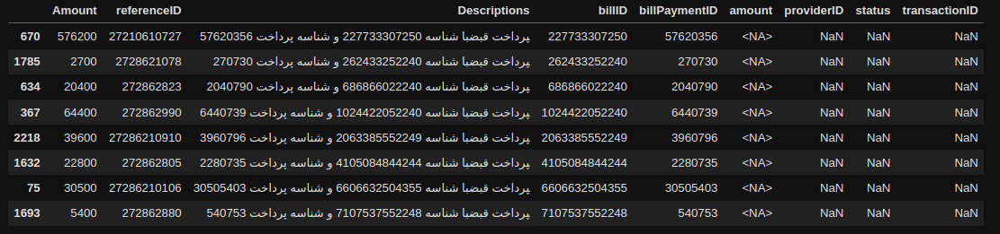 Amount referenceID Descriptions billID billPaymentID amount providerID status transactionID
670 576200 27210610727 پرداخت قبضبا شناسه 227733307250 و شناسه پرداخت 57620356 227733307250 57620356 <NA> NaN NaN NaN
1785 2700 2728621078 پرداخت قبضبا شناسه 262433252240 و شناسه پرداخت 270730 262433252240 270730 <NA> NaN NaN NaN
634 20400 272862823 پرداخت قبضبا شناسه 686866022240 و شناسه پرداخت 2040790 686866022240 2040790 <NA> NaN NaN NaN
367 64400 272862990 پرداخت قبضبا شناسه 1024422052240 و شناسه پرداخت 6440739 1024422052240 6440739 <NA> NaN NaN NaN
2218 39600 27286210910 پرداخت قبضبا شناسه 2063385552249 و شناسه پرداخت 3960796 2063385552249 3960796 <NA> NaN NaN NaN
1632 22800 272862805 پرداخت قبضبا شناسه 4105084844244 و شناسه پرداخت 2280735 4105084844244 2280735 <NA> NaN NaN NaN
75 30500 27286210106 پرداخت قبضبا شناسه 6606632504355 و شناسه پرداخت 30505403 6606632504355 30505403 <NA> NaN NaN NaN
1693 5400 272862880 پرداخت قبضبا شناسه 7107537552248 و شناسه پرداخت 540753 7107537552248 540753 <NA> NaN NaN NaN